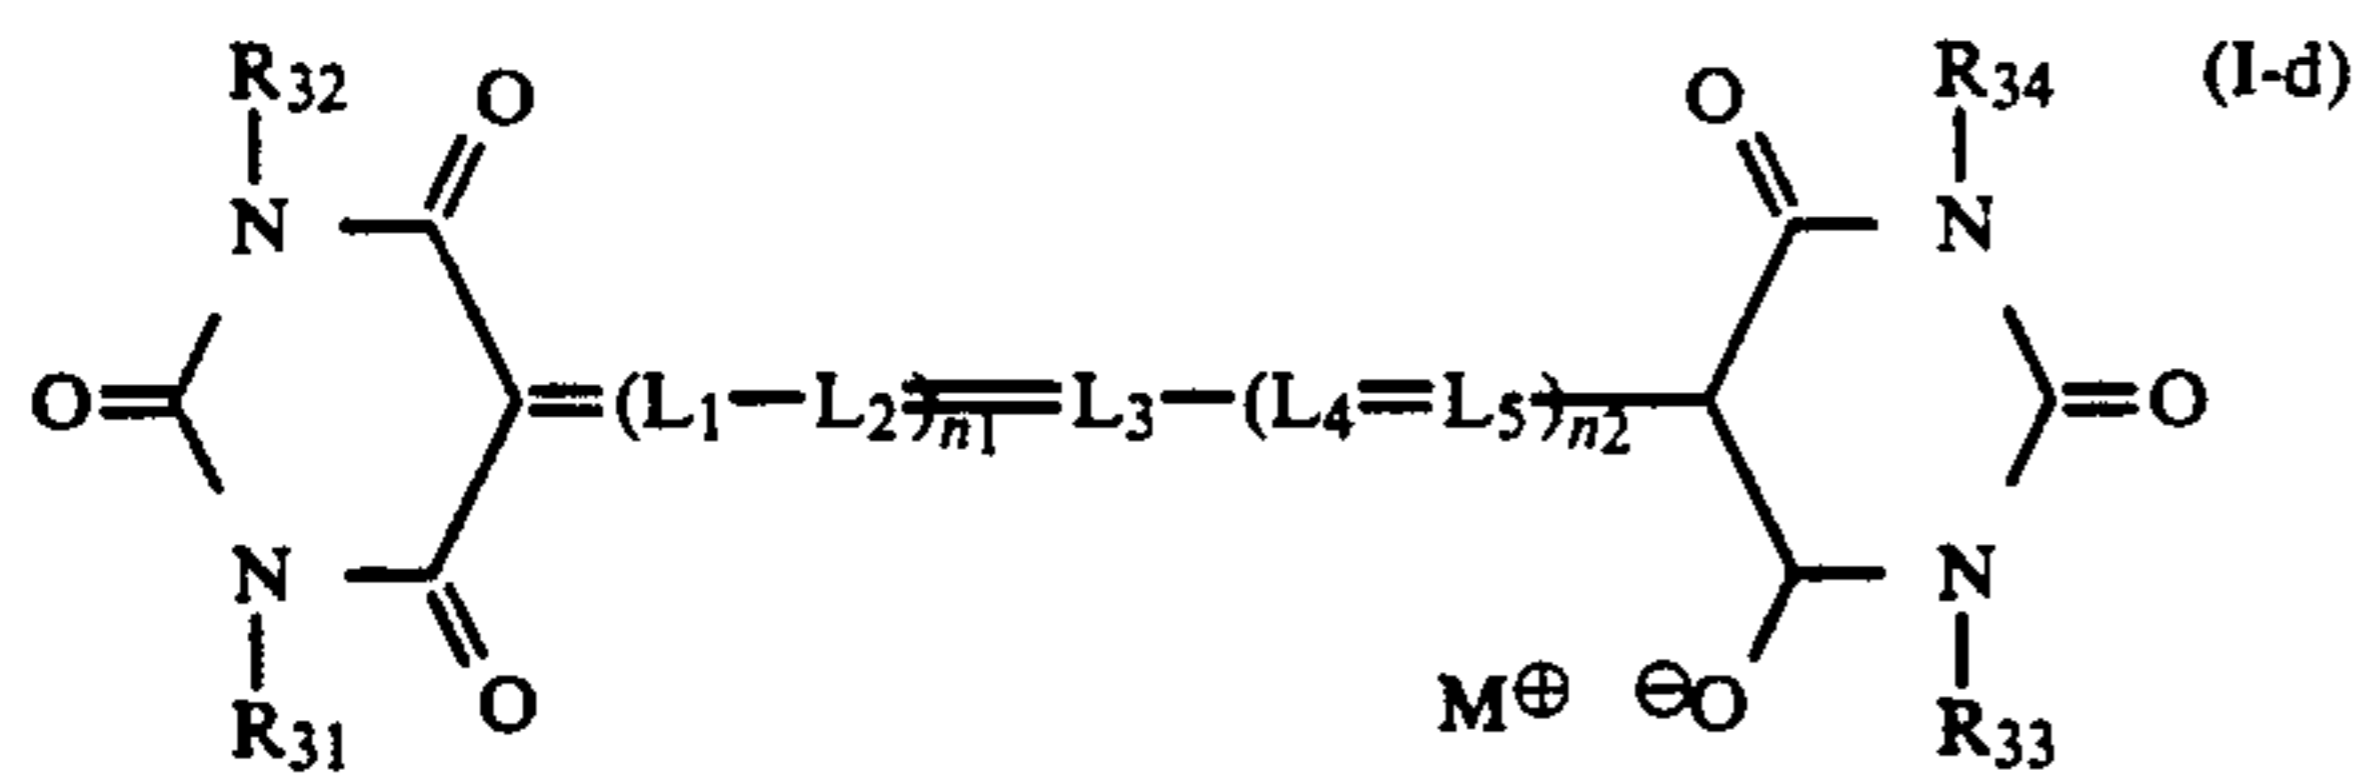 R32 O O R34 (I-d)
N N
O=(L1—L2)n1=L3—(L4=L5)n2 O
N N
R31 O M⊕ ⊖O R33